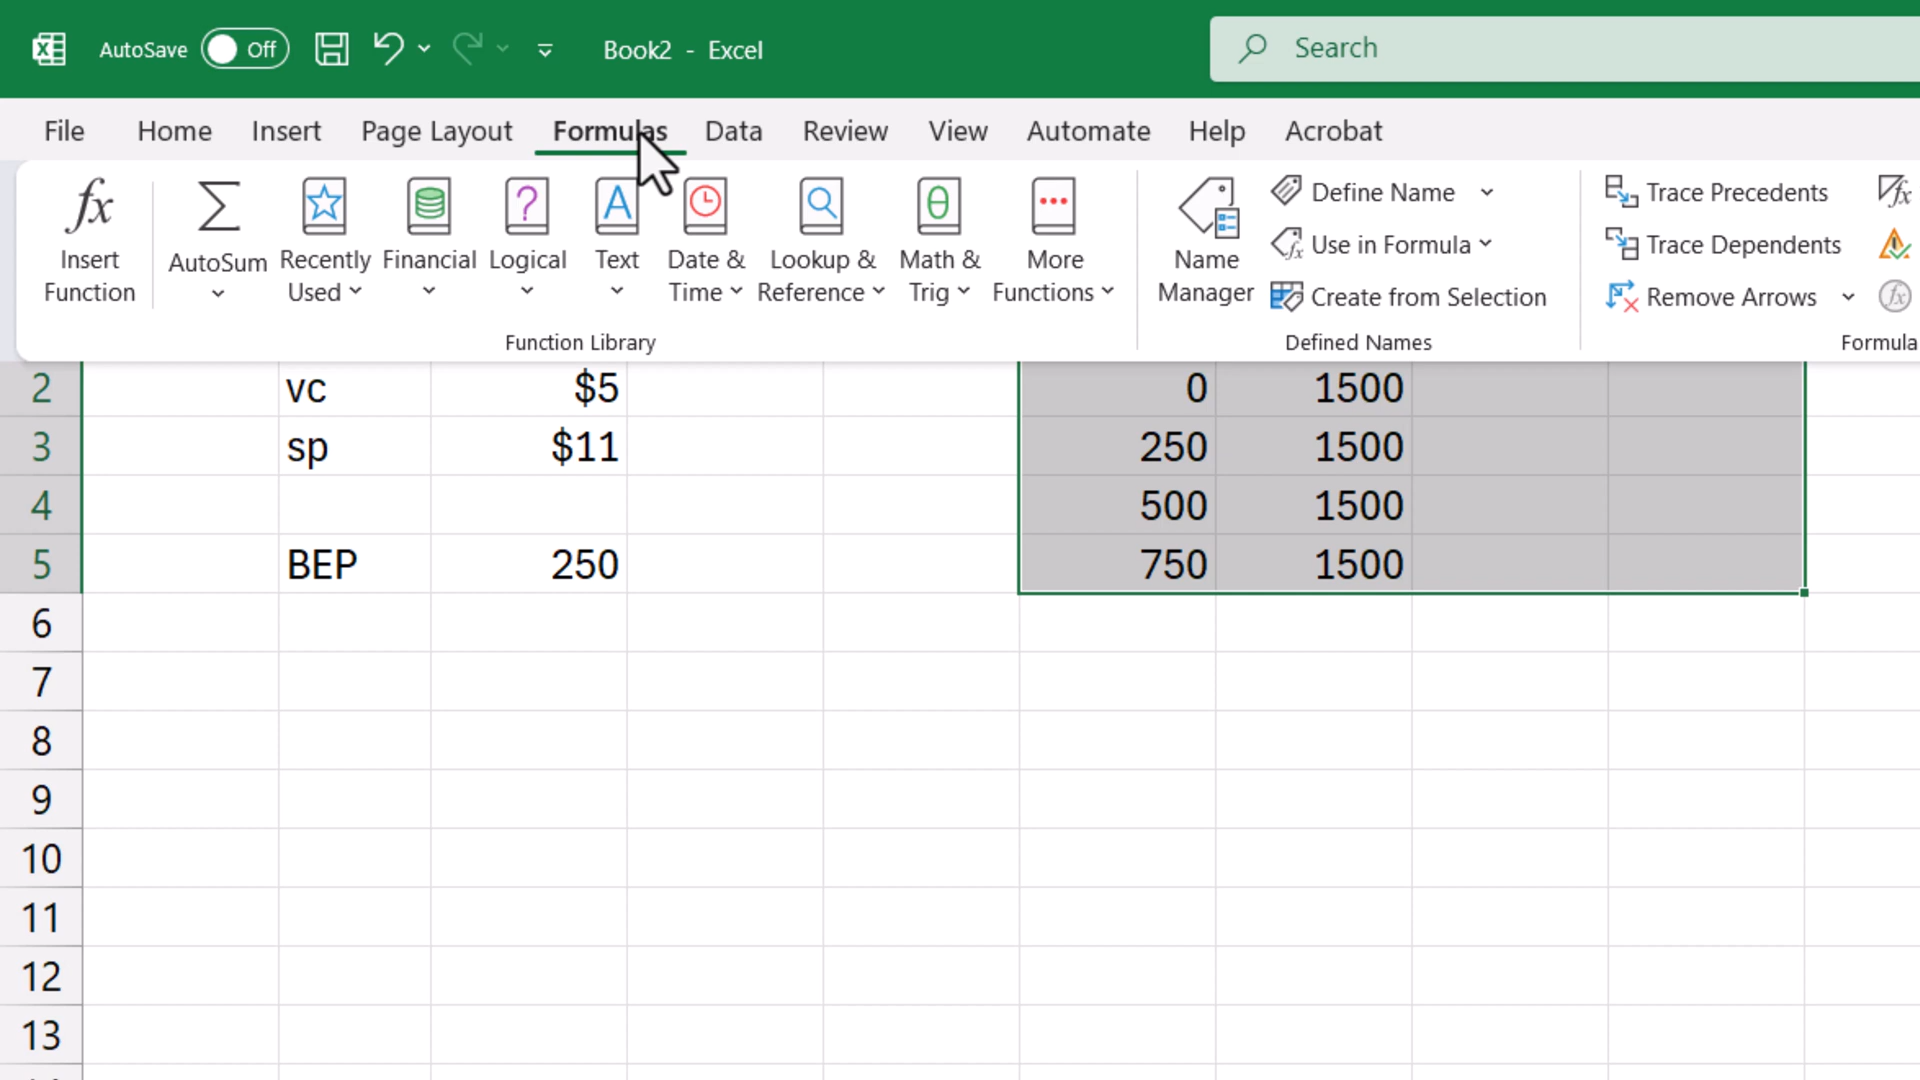 AutoSave Off Book2 - Excel Search
File Home Insert Page Layout Formulas Data Review View Automate Help Acrobat
fx
Insert
Function
AutoSum
Recently
Used
Financial
Logical
Text
Date &
Time
Lookup &
Reference
Math &
Trig
More
Functions
Function Library
Name
Manager
Define Name
Use in Formula
Create from Selection
Defined Names
Trace Precedents
Trace Dependents
Remove Arrows
Formula
2 vc $5 0 1500
3 sp $11 250 1500
4 500 1500
5 BEP 250 750 1500
6
7
8
9
10
11
12
13